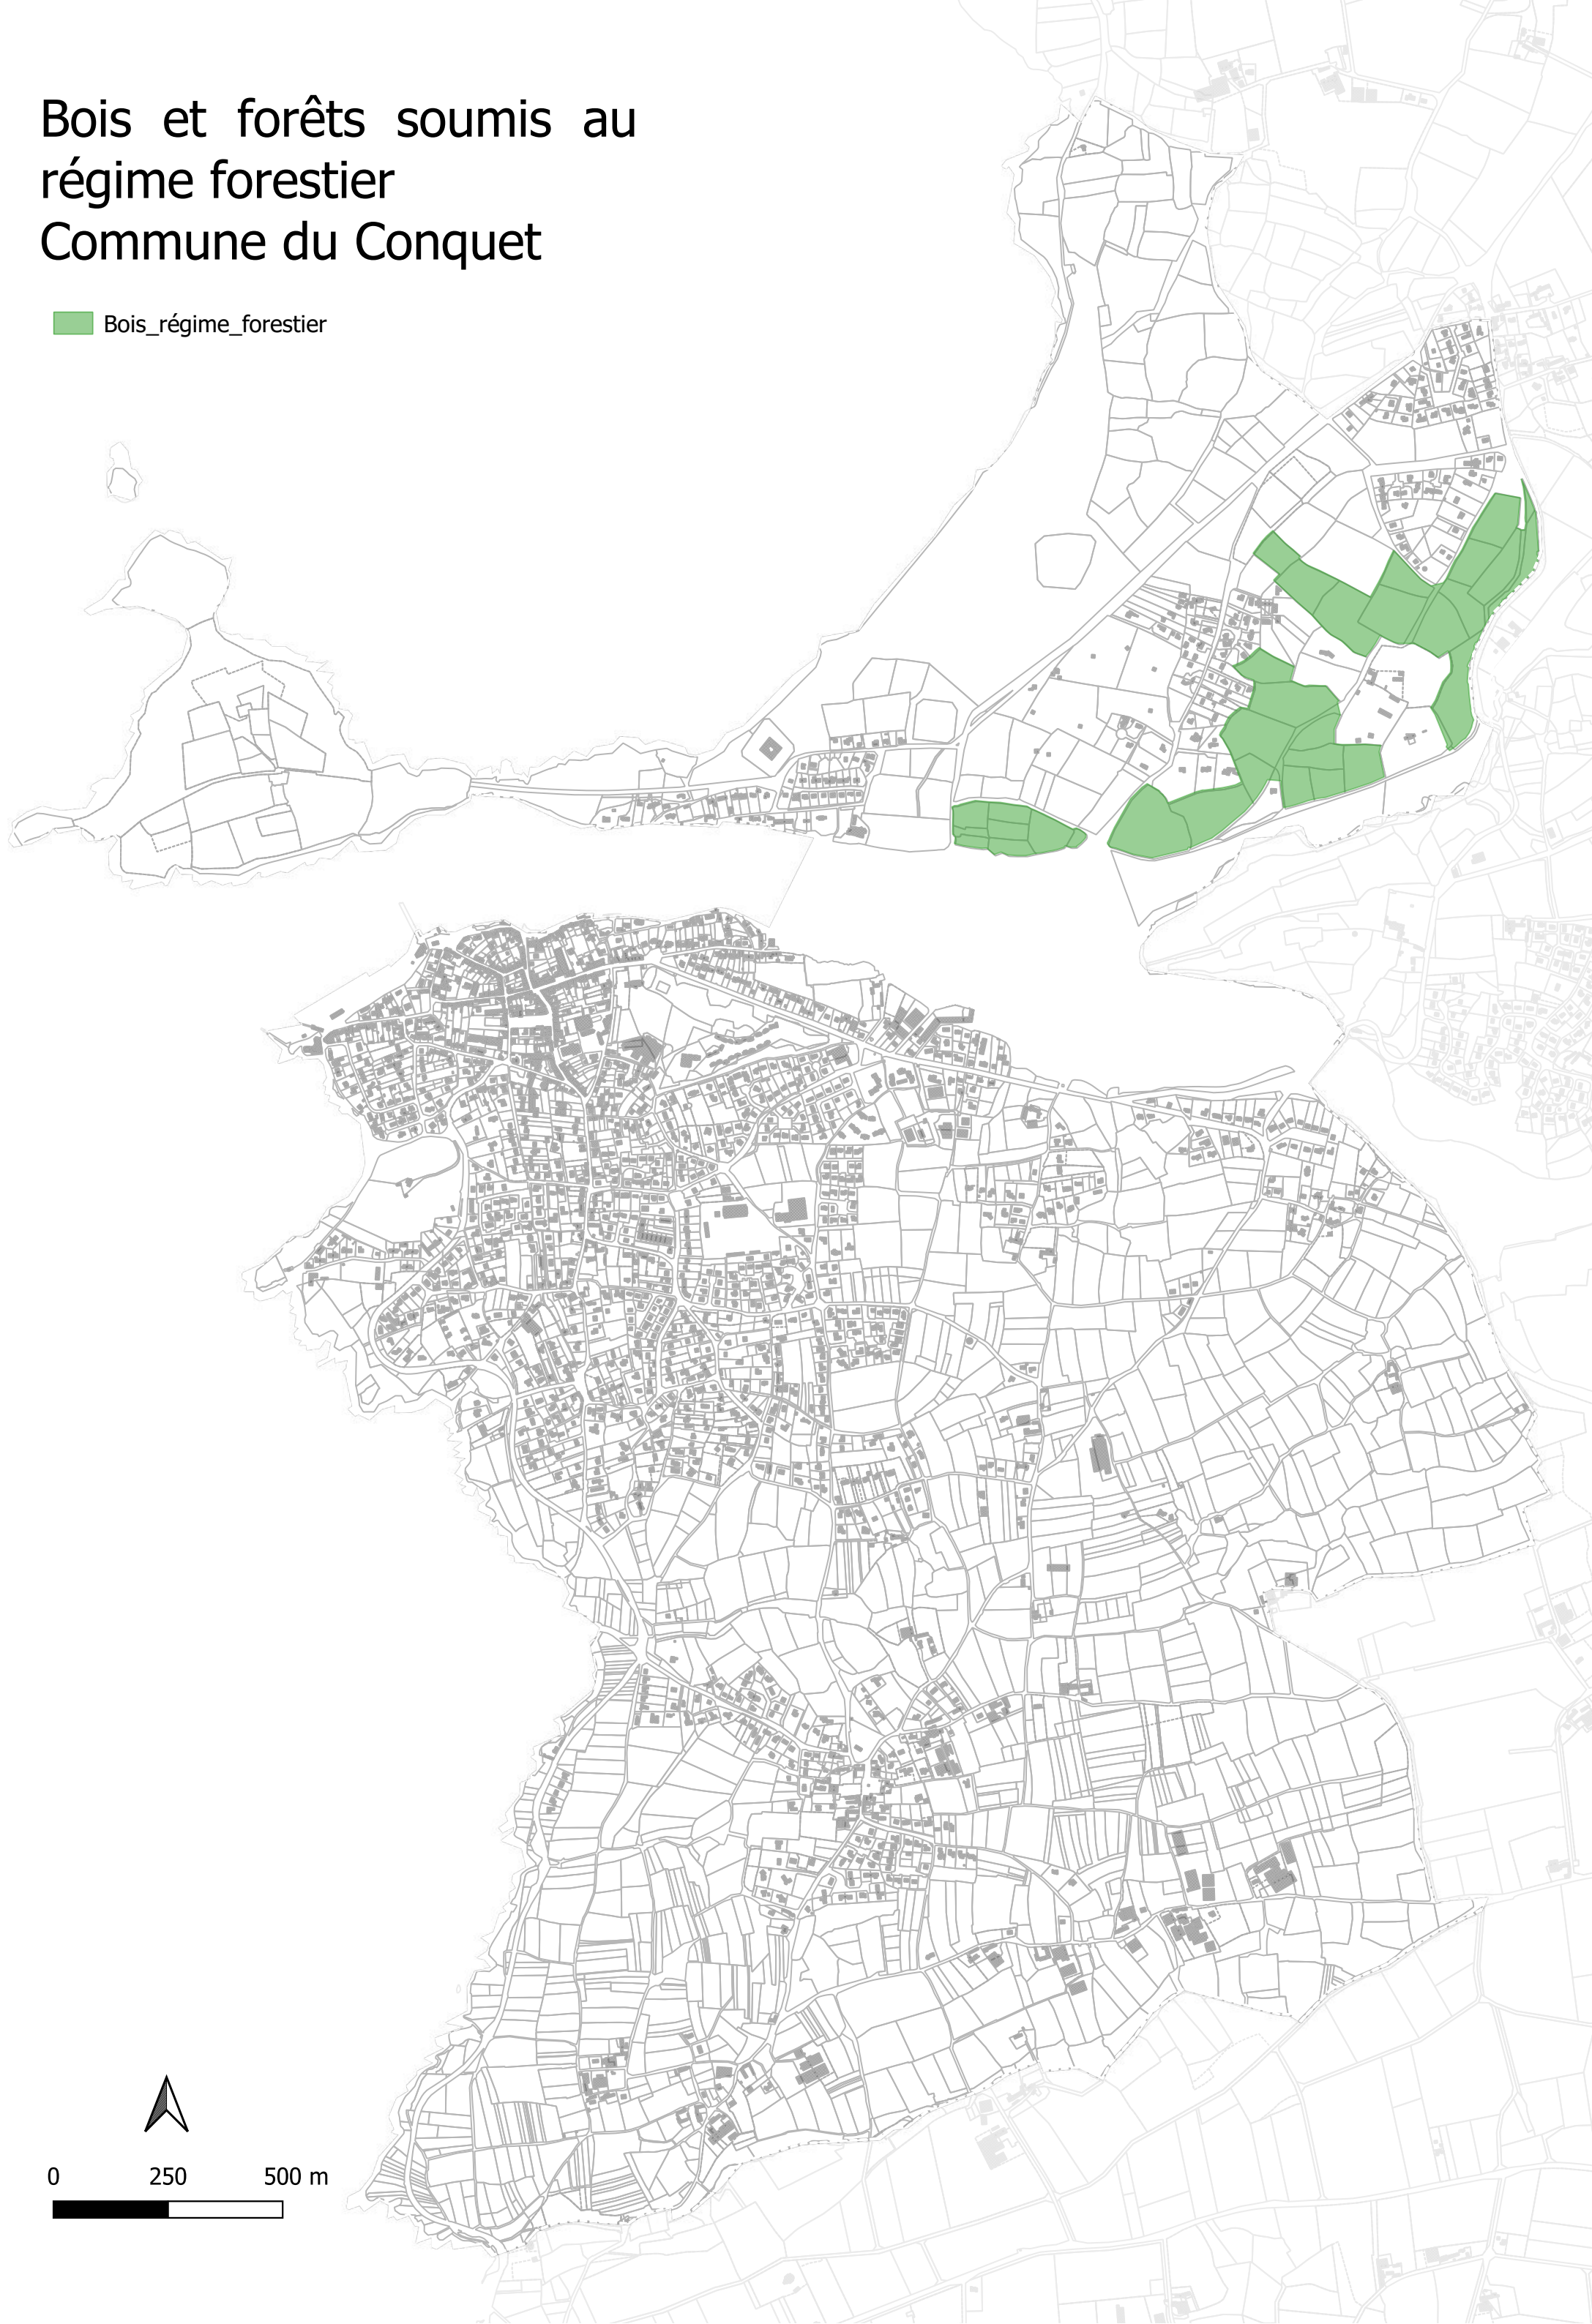 Bois et forêts soumis au
régime forestier
Commune du Conquet
Bois_régime_forestier
0 250 500 m